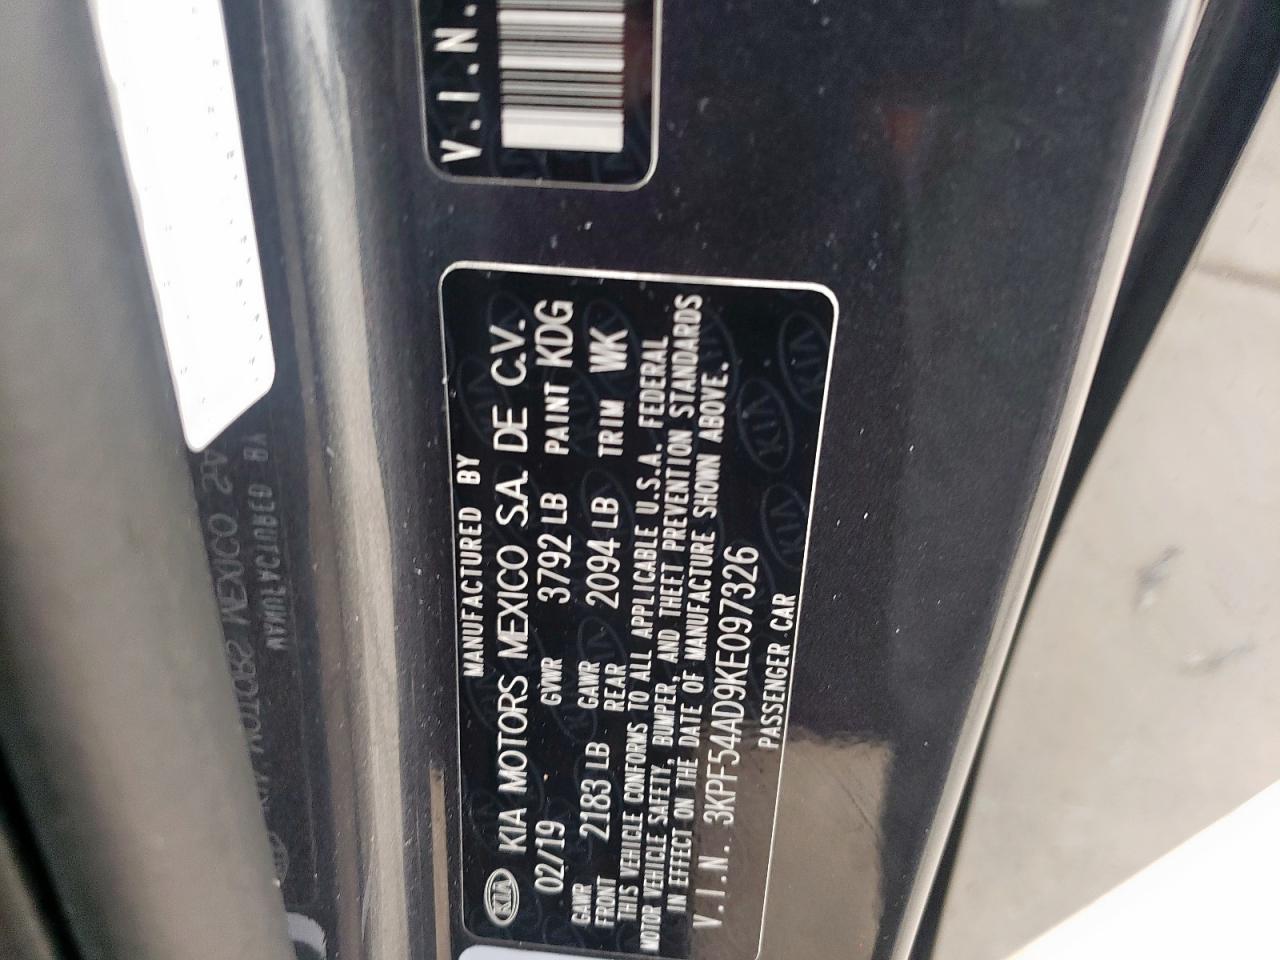 V.I.N.
MANUFACTURED BY
KIA KIA MOTORS MEXICO S.A. DE C.V.
02/19 GVWR 3792 LB PAINT KDG
GAWR FRONT 2183 LB GAWR REAR 2094 LB TRIM WK
THIS VEHICLE CONFORMS TO ALL APPLICABLE U.S.A. FEDERAL
MOTOR VEHICLE SAFETY, BUMPER, AND THEFT PREVENTION STANDARDS
IN EFFECT ON THE DATE OF MANUFACTURE SHOWN ABOVE.
V.I.N. 3KPF54AD9KE097326
PASSENGER CAR